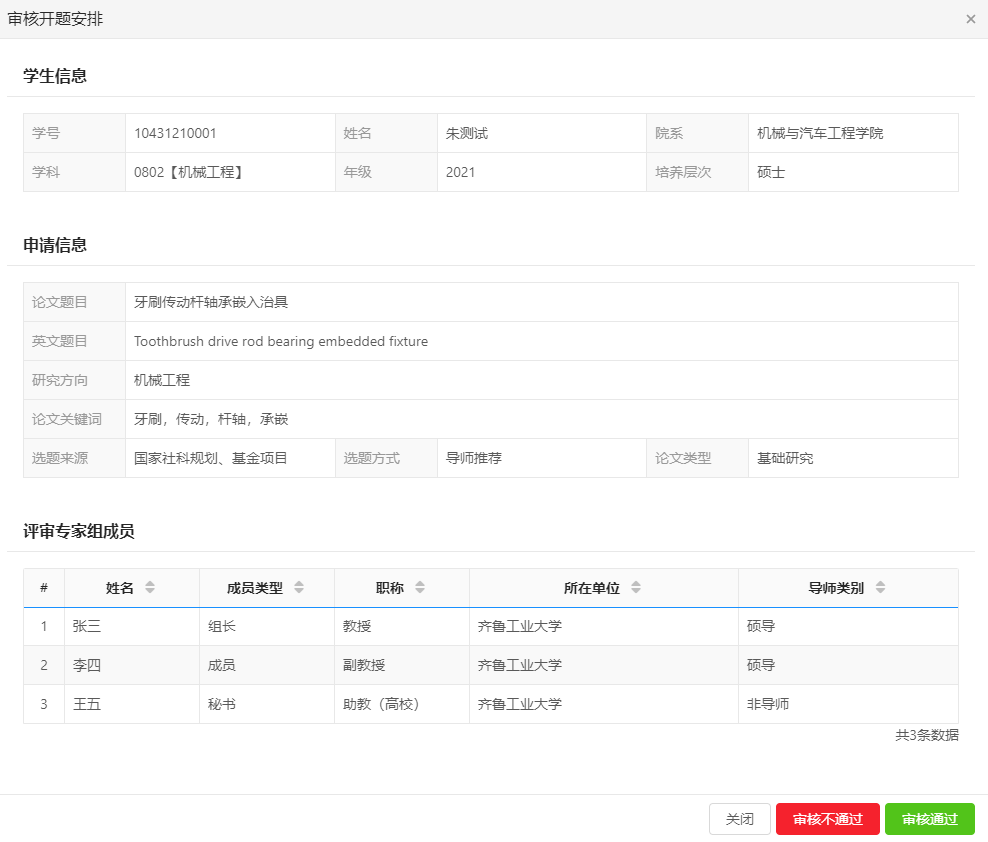 审核开题安排 ×
学生信息
学号 10431210001 姓名 朱测试 院系 机械与汽车工程学院
学科 0802【机械工程】 年级 2021 培养层次 硕士
申请信息
论文题目 牙刷传动杆轴承嵌入治具
英文题目 Toothbrush drive rod bearing embedded fixture
研究方向 机械工程
论文关键词 牙刷，传动，杆轴，承嵌
选题来源 国家社科规划、基金项目 选题方式 导师推荐 论文类型 基础研究
评审专家组成员
# 姓名 成员类型 职称 所在单位 导师类别
1 张三 组长 教授 齐鲁工业大学 硕导
2 李四 成员 副教授 齐鲁工业大学 硕导
3 王五 秘书 助教（高校） 齐鲁工业大学 非导师
共3条数据
关闭 审核不通过 审核通过